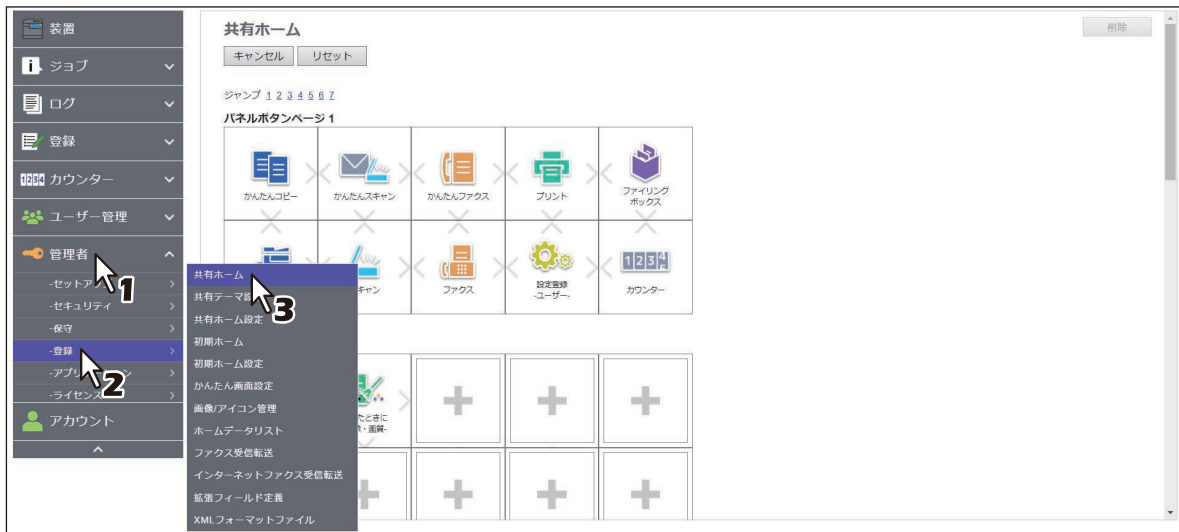 装置
ジョブ
ログ
登録
カウンター
ユーザー管理
管理者
-セットア
-セキュリティ
-保守
-登録
-アプリ
ン
-ライセンス
アカウント
1
2
3
共有ホーム
共有テーマ設
共有ホーム設定
初期ホーム
初期ホーム設定
かんたん画面設定
画像/アイコン管理
ホームデータリスト
ファクス受信転送
インターネットファクス受信転送
拡張フィールド定義
XMLフォーマットファイル
共有ホーム
削除
キャンセル リセット
ジャンプ 1 2 3 4 5 6 7
パネルボタンページ 1
かんたんコピー かんたんスキャン かんたんファクス プリント ファイリング
ボックス
キャン ファクス 設定登録
-ユーザー- カウンター
たときに
・画質-